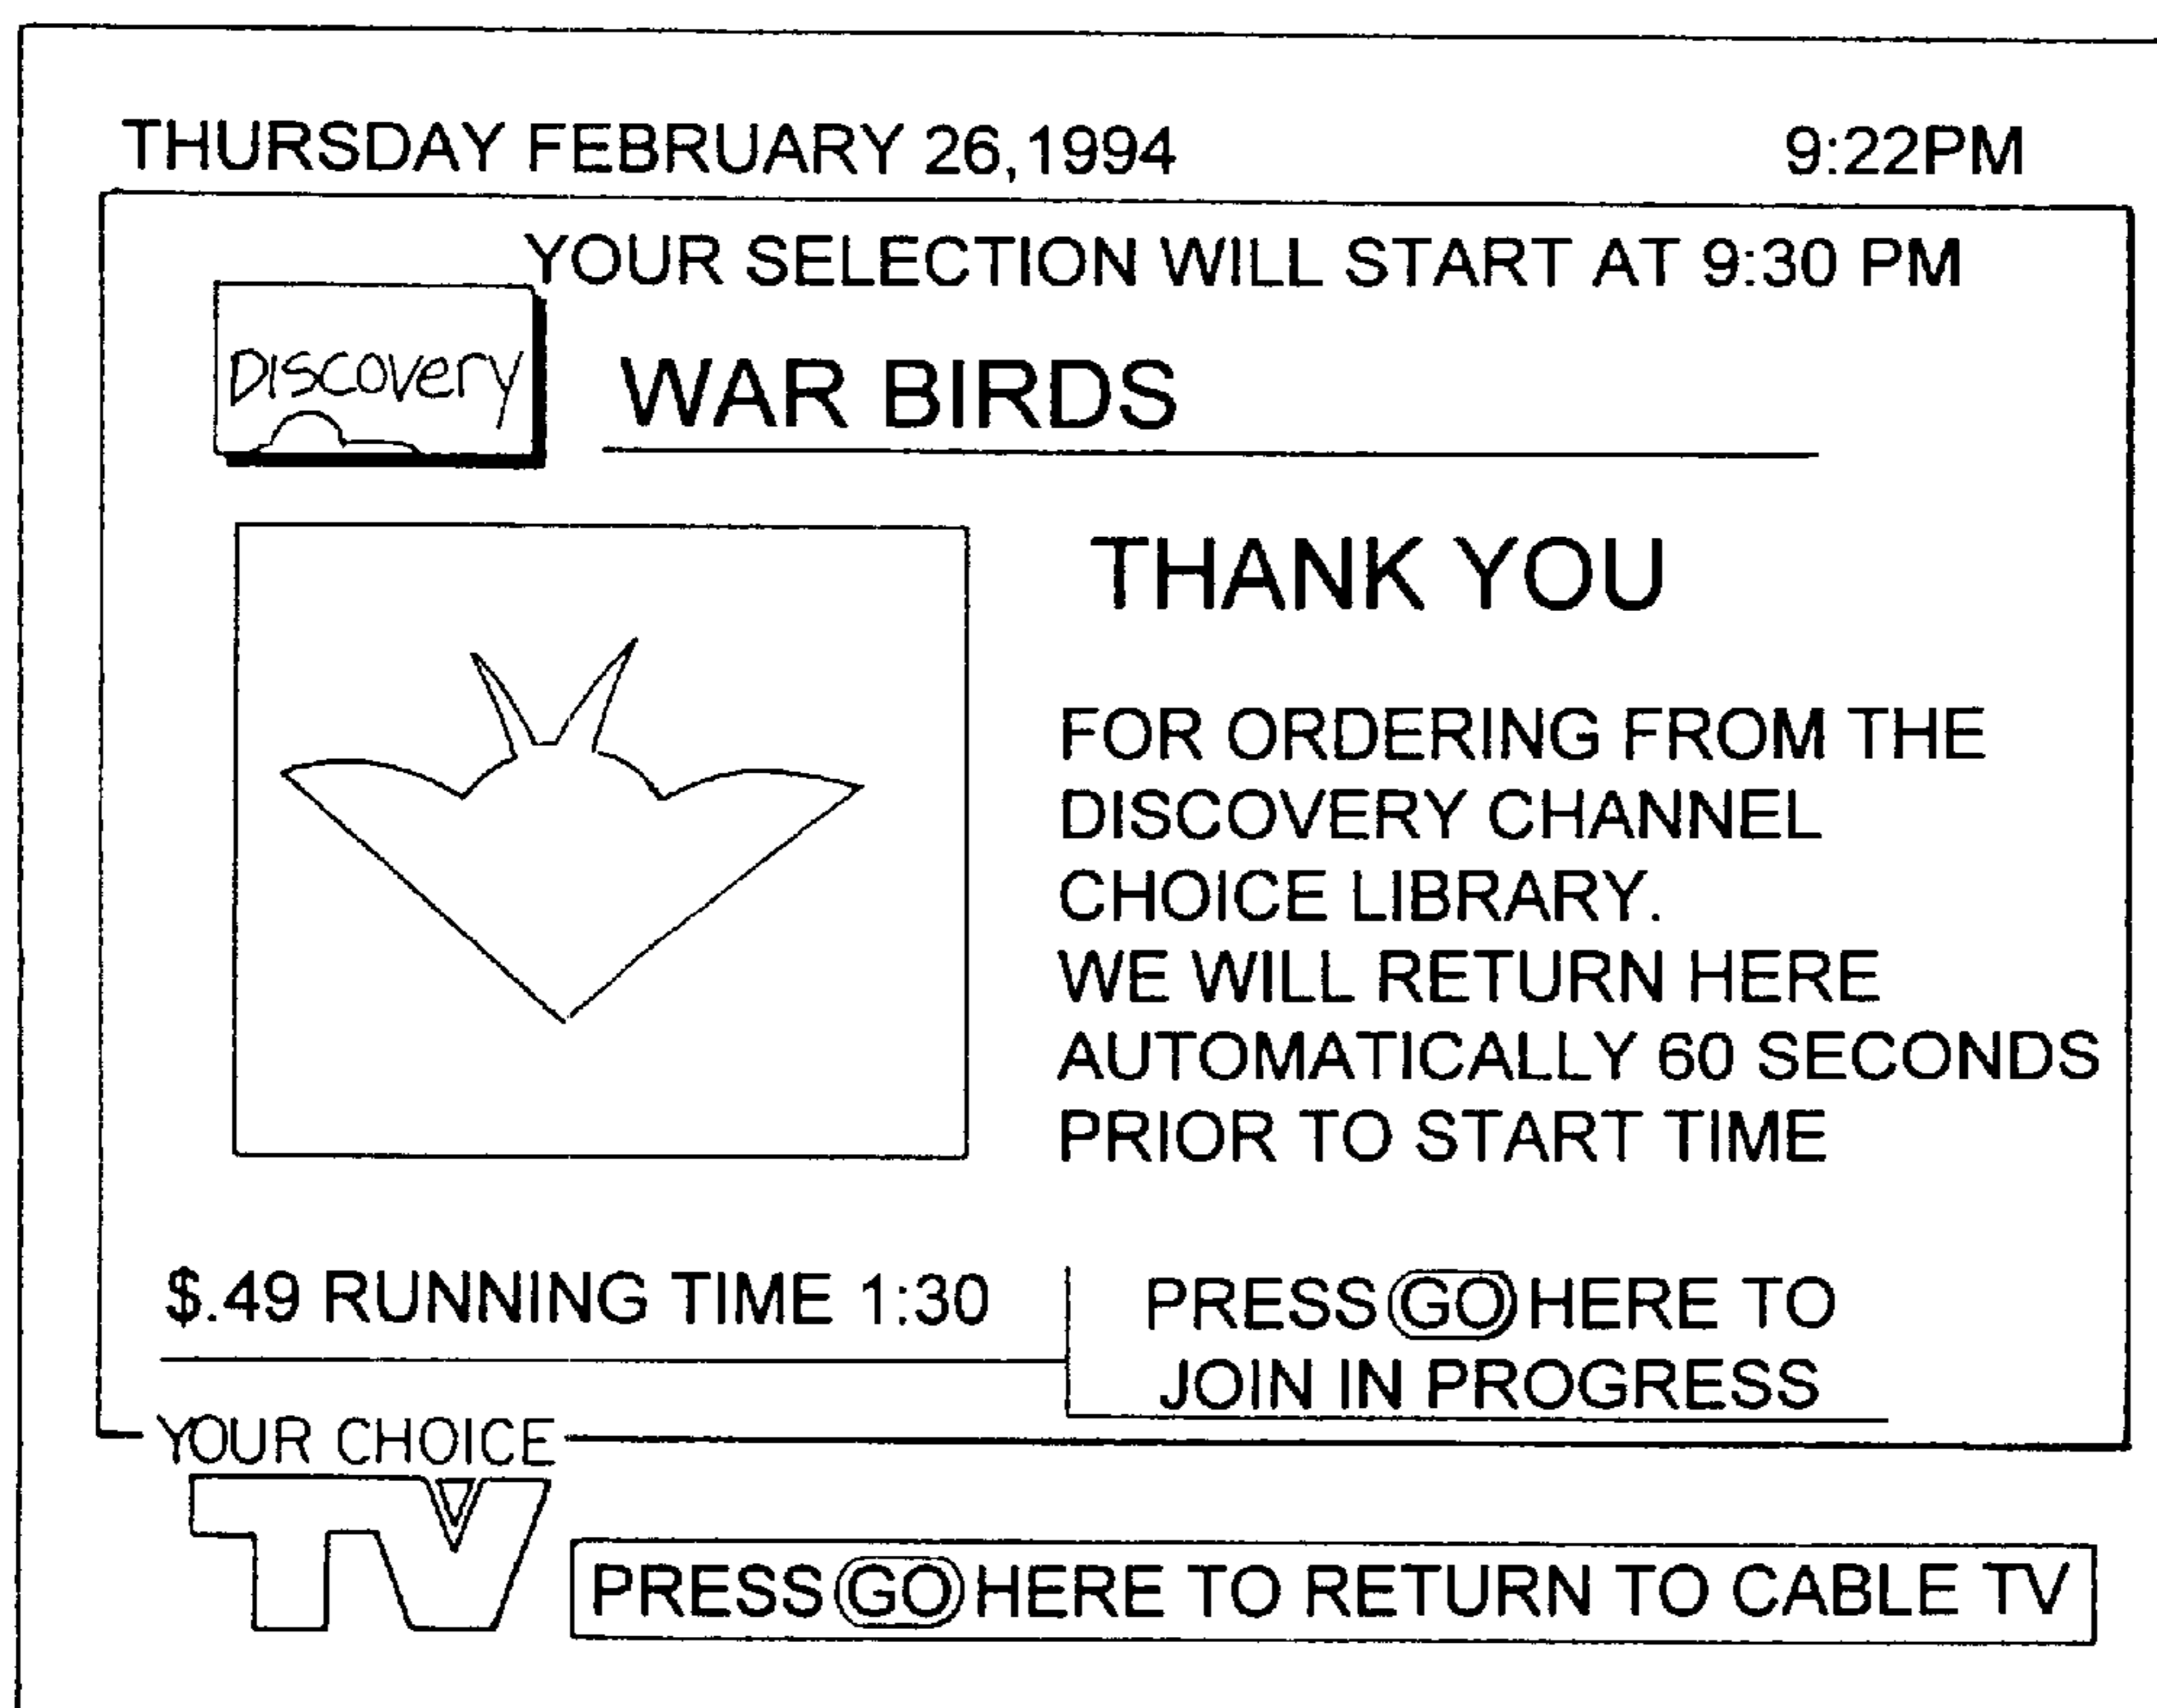 THURSDAY FEBRUARY 26,1994 9:22PM
YOUR SELECTION WILL START AT 9:30 PM
Discovery
WAR BIRDS
THANK YOU
FOR ORDERING FROM THE
DISCOVERY CHANNEL
CHOICE LIBRARY.
WE WILL RETURN HERE
AUTOMATICALLY 60 SECONDS
PRIOR TO START TIME
$.49 RUNNING TIME 1:30
PRESS GO HERE TO
JOIN IN PROGRESS
YOUR CHOICE
TV
PRESS GO HERE TO RETURN TO CABLE TV